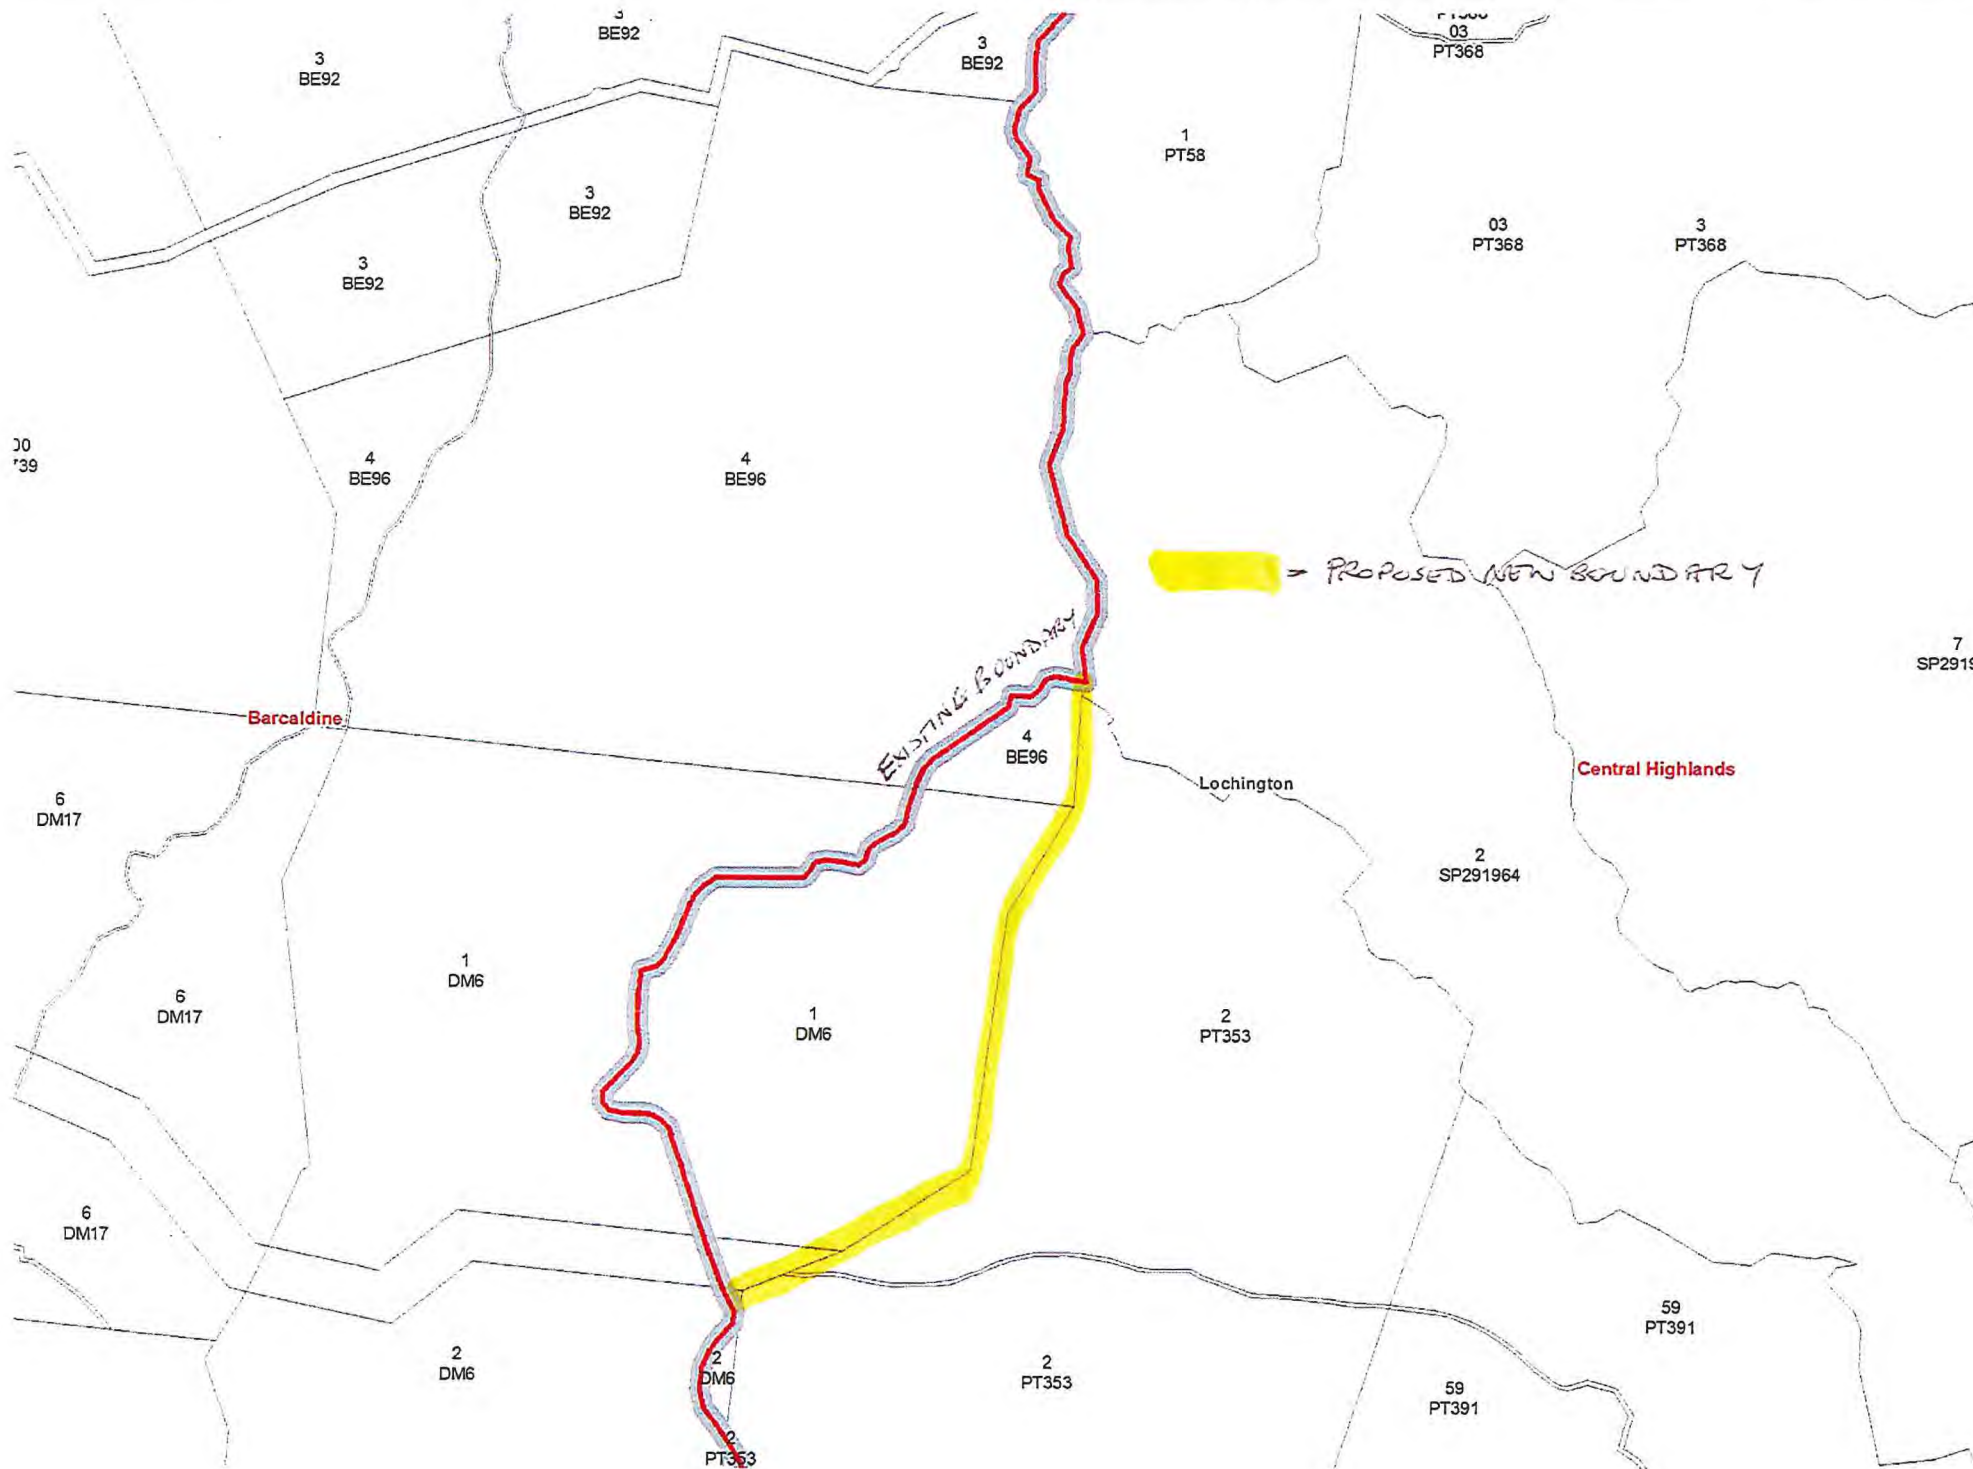 3
BE92
3
BE92
3
BE92
03
PT368
1
PT58
3
BE92
03
PT368
3
PT368
3
BE92
4
BE96
4
BE96
= PROPOSED NEW BOUNDARY
EXISTING BOUNDARY
7
Barcaldine
4
BE96
Central Highlands
Lochington
6
DM17
2
SP291964
1
DM6
6
DM17
1
DM6
2
PT353
6
DM17
59
PT391
2
DM6
2
DM6
2
PT353
59
PT391
2
PT353